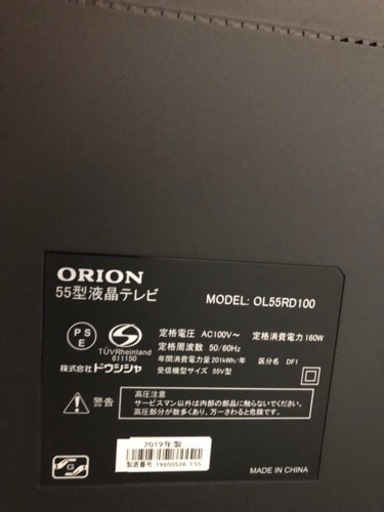 ORION
55型液晶テレビ
MODEL: OL55RD100
P S E
TÜVRheinland
611150
株式会社ドウシシャ
定格電圧 AC100V～ 定格消費電力 160W
定格周波数 50/60Hz
年間消費電力量 201kWh/年 区分名 DF1
受信機型サイズ 55V型
警告
高圧注意
サービスマン以外は内部の部品に触らないでください。
高圧部分が数多くあり、万一さわると危険です。
2019年製
製造番号
G
MADE IN CHINA